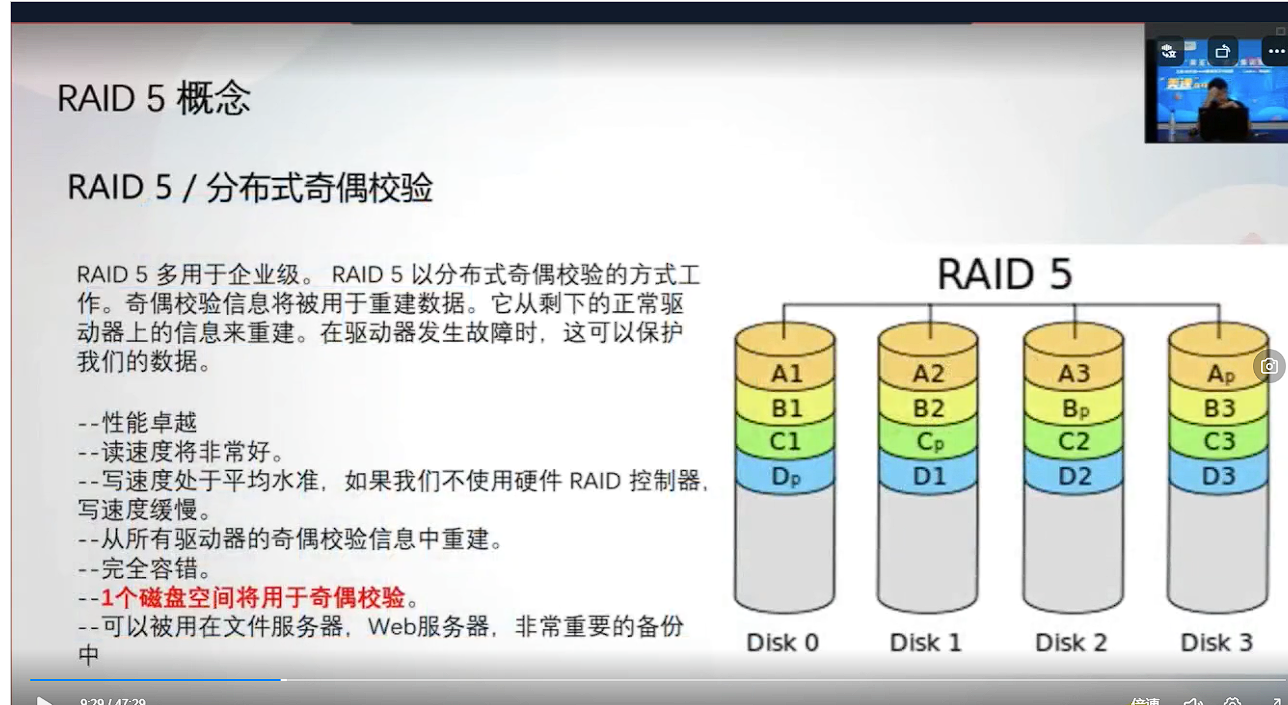 RAID 5 概念
RAID 5 / 分布式奇偶校验
RAID 5 多用于企业级。 RAID 5 以分布式奇偶校验的方式工
作。奇偶校验信息将被用于重建数据。它从剩下的正常驱
动器上的信息来重建。在驱动器发生故障时，这可以保护
我们的数据。
--性能卓越
--读速度将非常好。
--写速度处于平均水准，如果我们不使用硬件 RAID 控制器，
写速度缓慢。
--从所有驱动器的奇偶校验信息中重建。
--完全容错。
--1个磁盘空间将用于奇偶校验。
--可以被用在文件服务器，Web服务器，非常重要的备份
中
RAID 5
A1 A2 A3 Ap
B1 B2 Bp B3
C1 Cp C2 C3
Dp D1 D2 D3
Disk 0 Disk 1 Disk 2 Disk 3
9:29 / 47:29
倍速